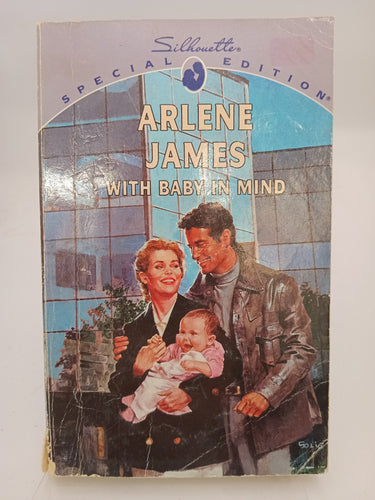 Silhouette®
SPECIAL EDITION®
ARLENE
JAMES
WITH BABY IN MIND